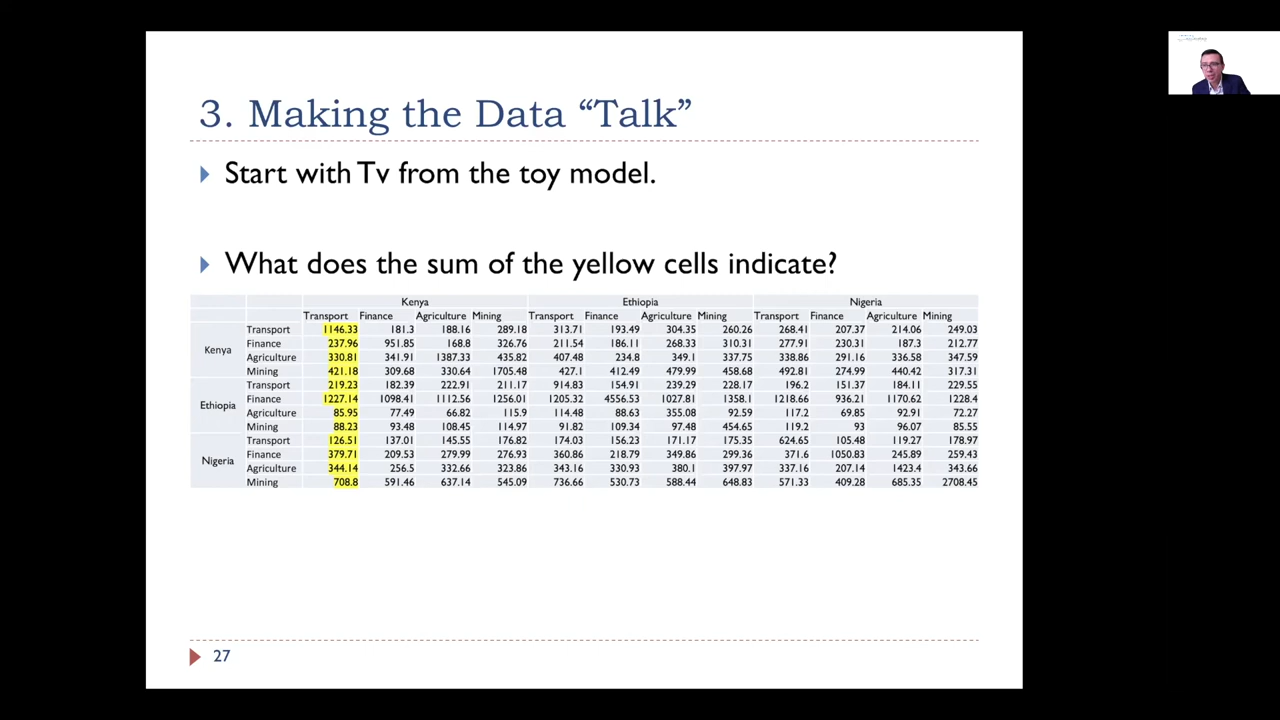 3. Making the Data “Talk”
Start with Tv from the toy model.
What does the sum of the yellow cells indicate?
Kenya Ethiopia Nigeria
Transport Finance Agriculture Mining Transport Finance Agriculture Mining Transport Finance Agriculture Mining
Kenya
Transport 1146.33 181.3 188.16 289.18 313.71 193.49 304.35 260.26 268.41 207.37 214.06 249.03
Finance 237.96 951.85 168.8 326.76 211.54 186.11 268.33 310.31 277.91 230.31 187.3 212.77
Agriculture 330.81 341.91 1387.33 435.82 407.48 234.8 349.1 337.75 338.86 291.16 336.58 347.59
Mining 421.18 309.68 330.64 1705.48 427.1 412.49 479.99 458.68 492.81 274.99 440.42 317.31
Ethiopia
Transport 219.23 182.39 222.91 211.17 914.83 154.91 239.29 228.17 196.2 151.37 184.11 229.55
Finance 1227.14 1098.41 1112.56 1256.01 1205.32 4556.53 1027.81 1358.1 1218.66 936.21 1170.62 1228.4
Agriculture 85.95 77.49 66.82 115.9 114.48 88.63 355.08 92.59 117.2 69.85 92.91 72.27
Mining 88.23 93.48 108.45 114.97 91.82 109.34 97.48 454.65 119.2 93 96.07 85.55
Nigeria
Transport 126.51 137.01 145.55 176.82 174.03 156.23 171.17 175.35 624.65 105.48 119.27 178.97
Finance 379.71 209.53 279.99 276.93 360.86 218.79 349.86 299.36 371.6 1050.83 245.89 259.43
Agriculture 344.14 256.5 332.66 323.86 343.16 330.93 380.1 397.97 337.16 207.14 1423.4 343.66
Mining 708.8 591.46 637.14 545.09 736.66 530.73 588.44 648.83 571.33 409.28 685.35 2708.45
27